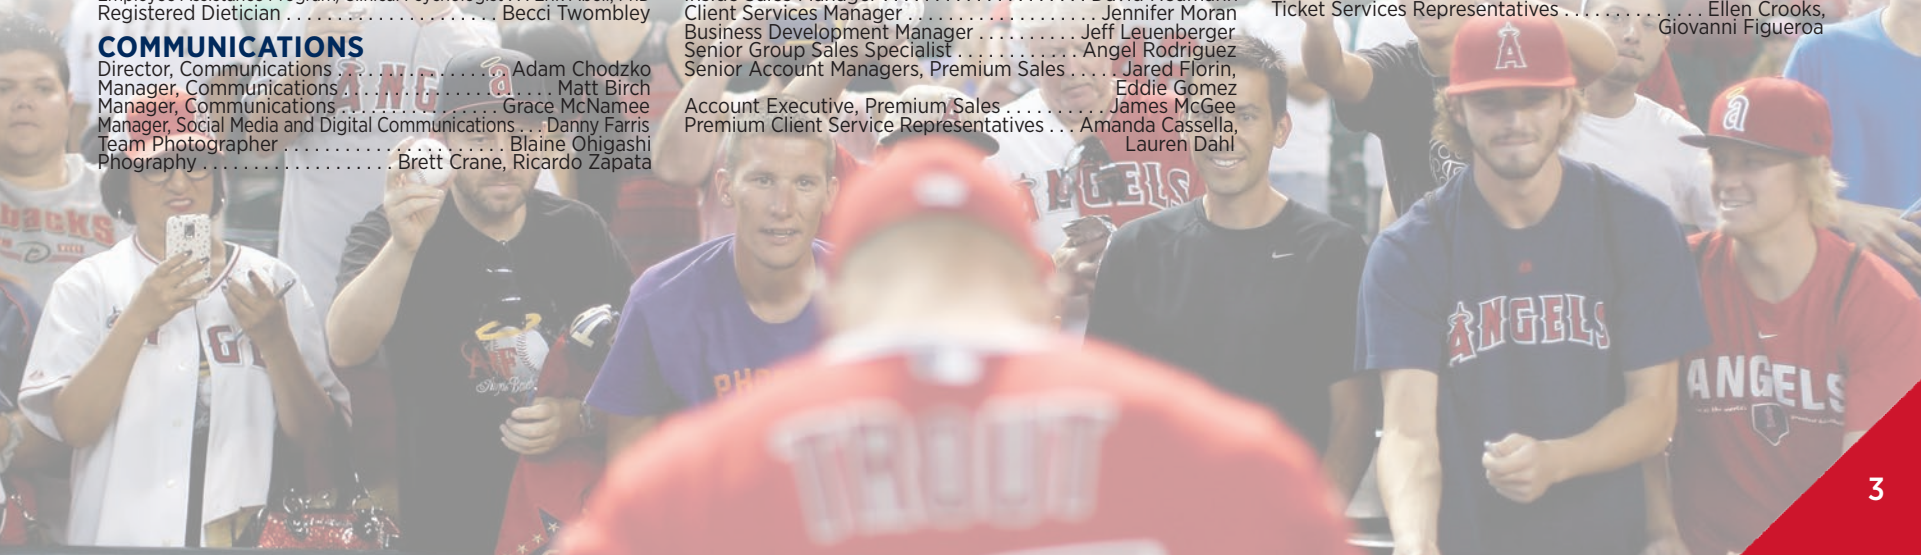 Registered Dietician . . . . . . . . . . . . . . . . . . . . . Becci Twombley
COMMUNICATIONS
Director, Communications . . . . . . . . . . . . . . . Adam Chodzko
Manager, Communications . . . . . . . . . . . . . . . . . . Matt Birch
Manager, Communications . . . . . . . . . . . . . . Grace McNamee
Manager, Social Media and Digital Communications . . . Danny Farris
Team Photographer . . . . . . . . . . . . . . . . . . . Blaine Ohigashi
Phography . . . . . . . . . . . . . . . . . Brett Crane, Ricardo Zapata
Client Services Manager . . . . . . . . . . . . . . . . . Jennifer Moran
Business Development Manager . . . . . . . . . Jeff Leuenberger
Senior Group Sales Specialist . . . . . . . . . . . Angel Rodriguez
Senior Account Managers, Premium Sales . . . . . Jared Florin,
Eddie Gomez
Account Executive, Premium Sales . . . . . . . . . . James McGee
Premium Client Service Representatives . . . Amanda Cassella,
Lauren Dahl
Ticket Services Representatives . . . . . . . . . . . . . Ellen Crooks,
Giovanni Figueroa
A
a
ANG
a
ANGELS
ANGELS
ANGELS
TROUT
3